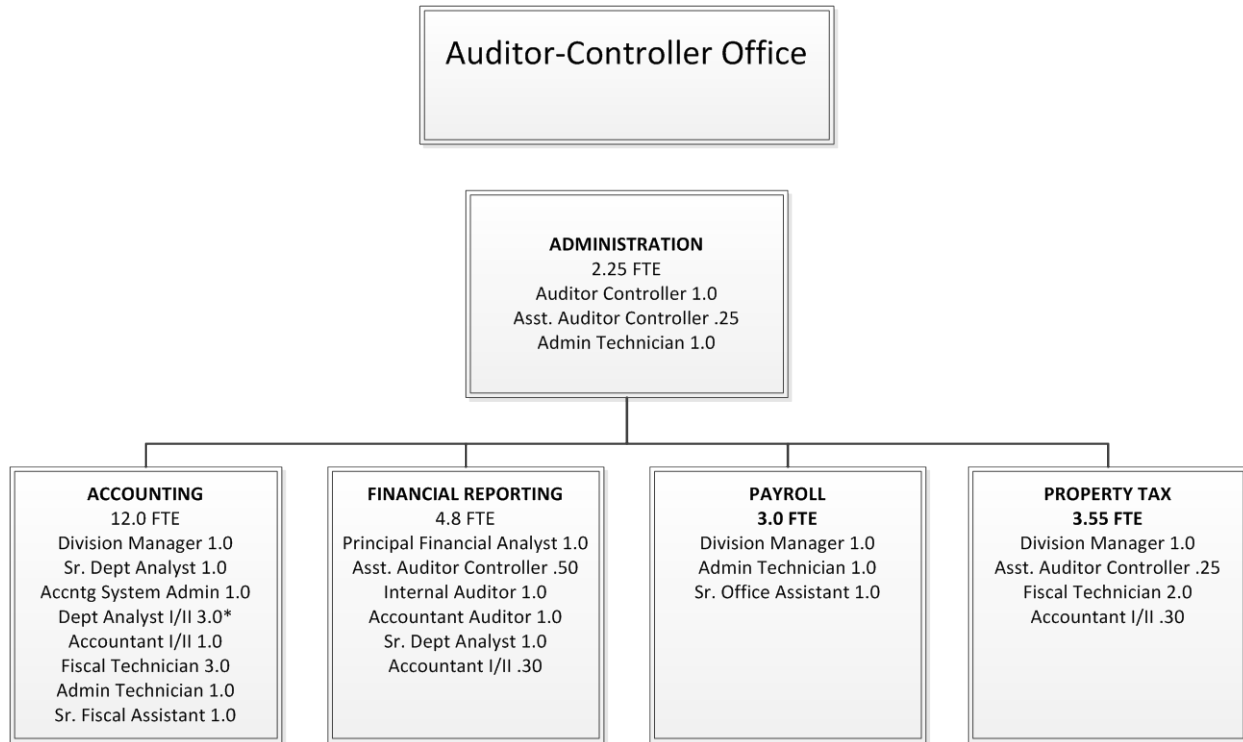 Auditor-Controller Office
ADMINISTRATION
2.25 FTE
Auditor Controller 1.0
Asst. Auditor Controller .25
Admin Technician 1.0
ACCOUNTING
12.0 FTE
Division Manager 1.0
Sr. Dept Analyst 1.0
Accntg System Admin 1.0
Dept Analyst I/II 3.0*
Accountant I/II 1.0
Fiscal Technician 3.0
Admin Technician 1.0
Sr. Fiscal Assistant 1.0
FINANCIAL REPORTING
4.8 FTE
Principal Financial Analyst 1.0
Asst. Auditor Controller .50
Internal Auditor 1.0
Accountant Auditor 1.0
Sr. Dept Analyst 1.0
Accountant I/II .30
PAYROLL
3.0 FTE
Division Manager 1.0
Admin Technician 1.0
Sr. Office Assistant 1.0
PROPERTY TAX
3.55 FTE
Division Manager 1.0
Asst. Auditor Controller .25
Fiscal Technician 2.0
Accountant I/II .30